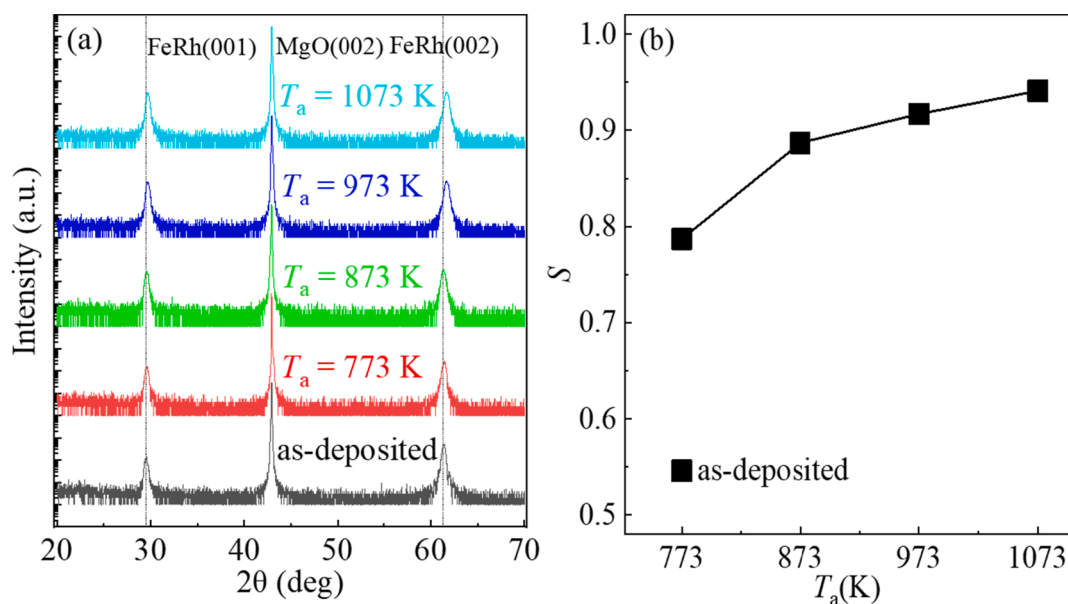 (a)
FeRh(001) MgO(002) FeRh(002)
Tₐ = 1073 K
Tₐ = 973 K
Tₐ = 873 K
Tₐ = 773 K
as-deposited
Intensity (a.u.)
20 30 40 50 60 70
2θ (deg)
(b)
1.0
0.9
0.8
0.7
0.6
0.5
S
as-deposited
773 873 973 1073
Tₐ(K)